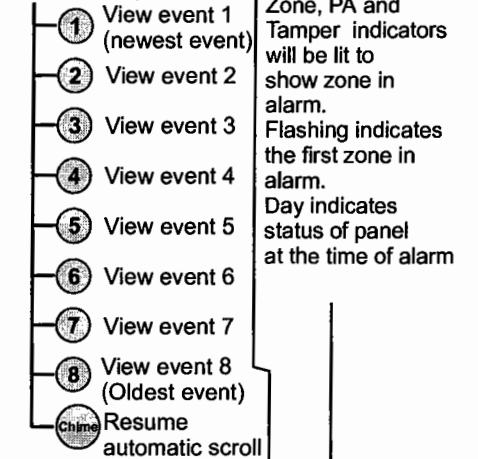 1 View event 1
(newest event)
2 View event 2
3 View event 3
4 View event 4
5 View event 5
6 View event 6
7 View event 7
8 View event 8
(Oldest event)
Chime Resume
automatic scroll
Zone, PA and
Tamper indicators
will be lit to
show zone in
alarm.
Flashing indicates
the first zone in
alarm.
Day indicates
status of panel
at the time of alarm